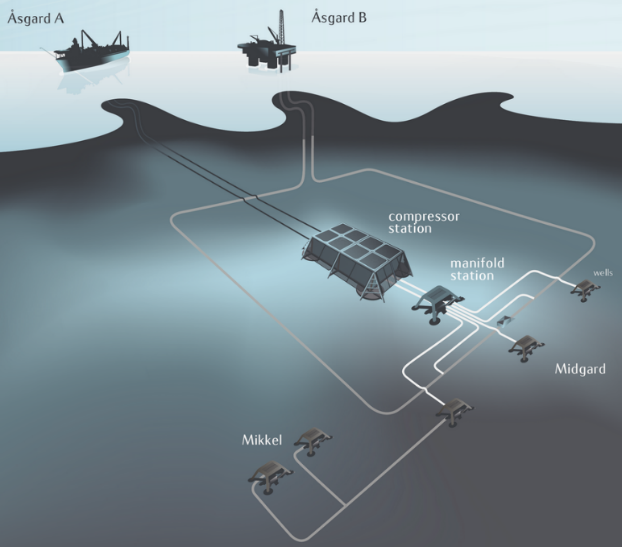 Åsgard A
Åsgard B
compressor
station
manifold
station
wells
Midgard
Mikkel